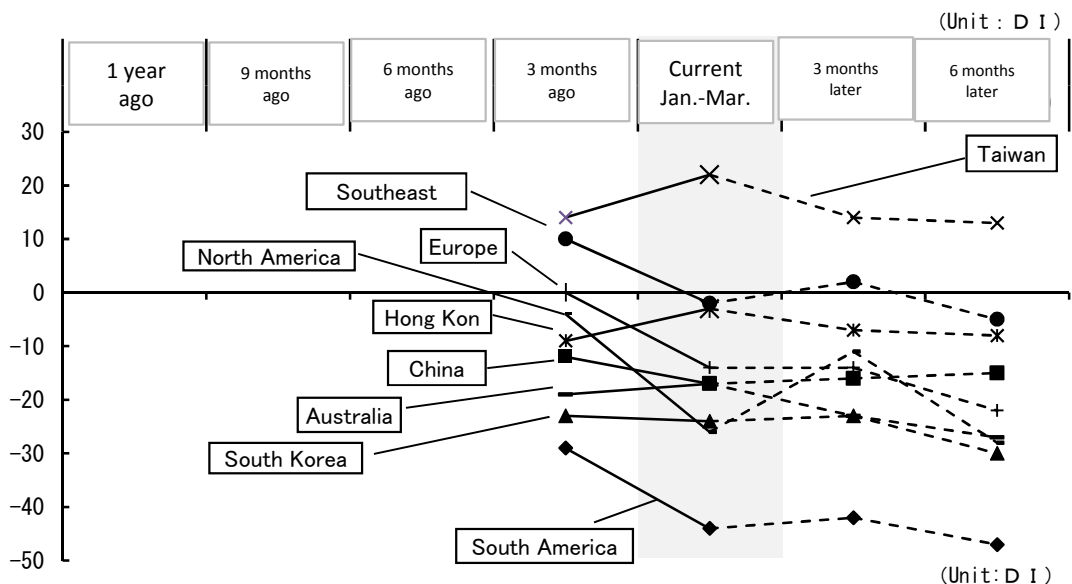 (Unit : ＤＩ)
1 year
ago
9 months
ago
6 months
ago
3 months
ago
Current
Jan.-Mar.
3 months
later
6 months
later
30
20
10
0
-10
-20
-30
-40
-50
Taiwan
Southeast
Europe
North America
Hong Kon
China
Australia
South Korea
South America
(Unit:ＤＩ)